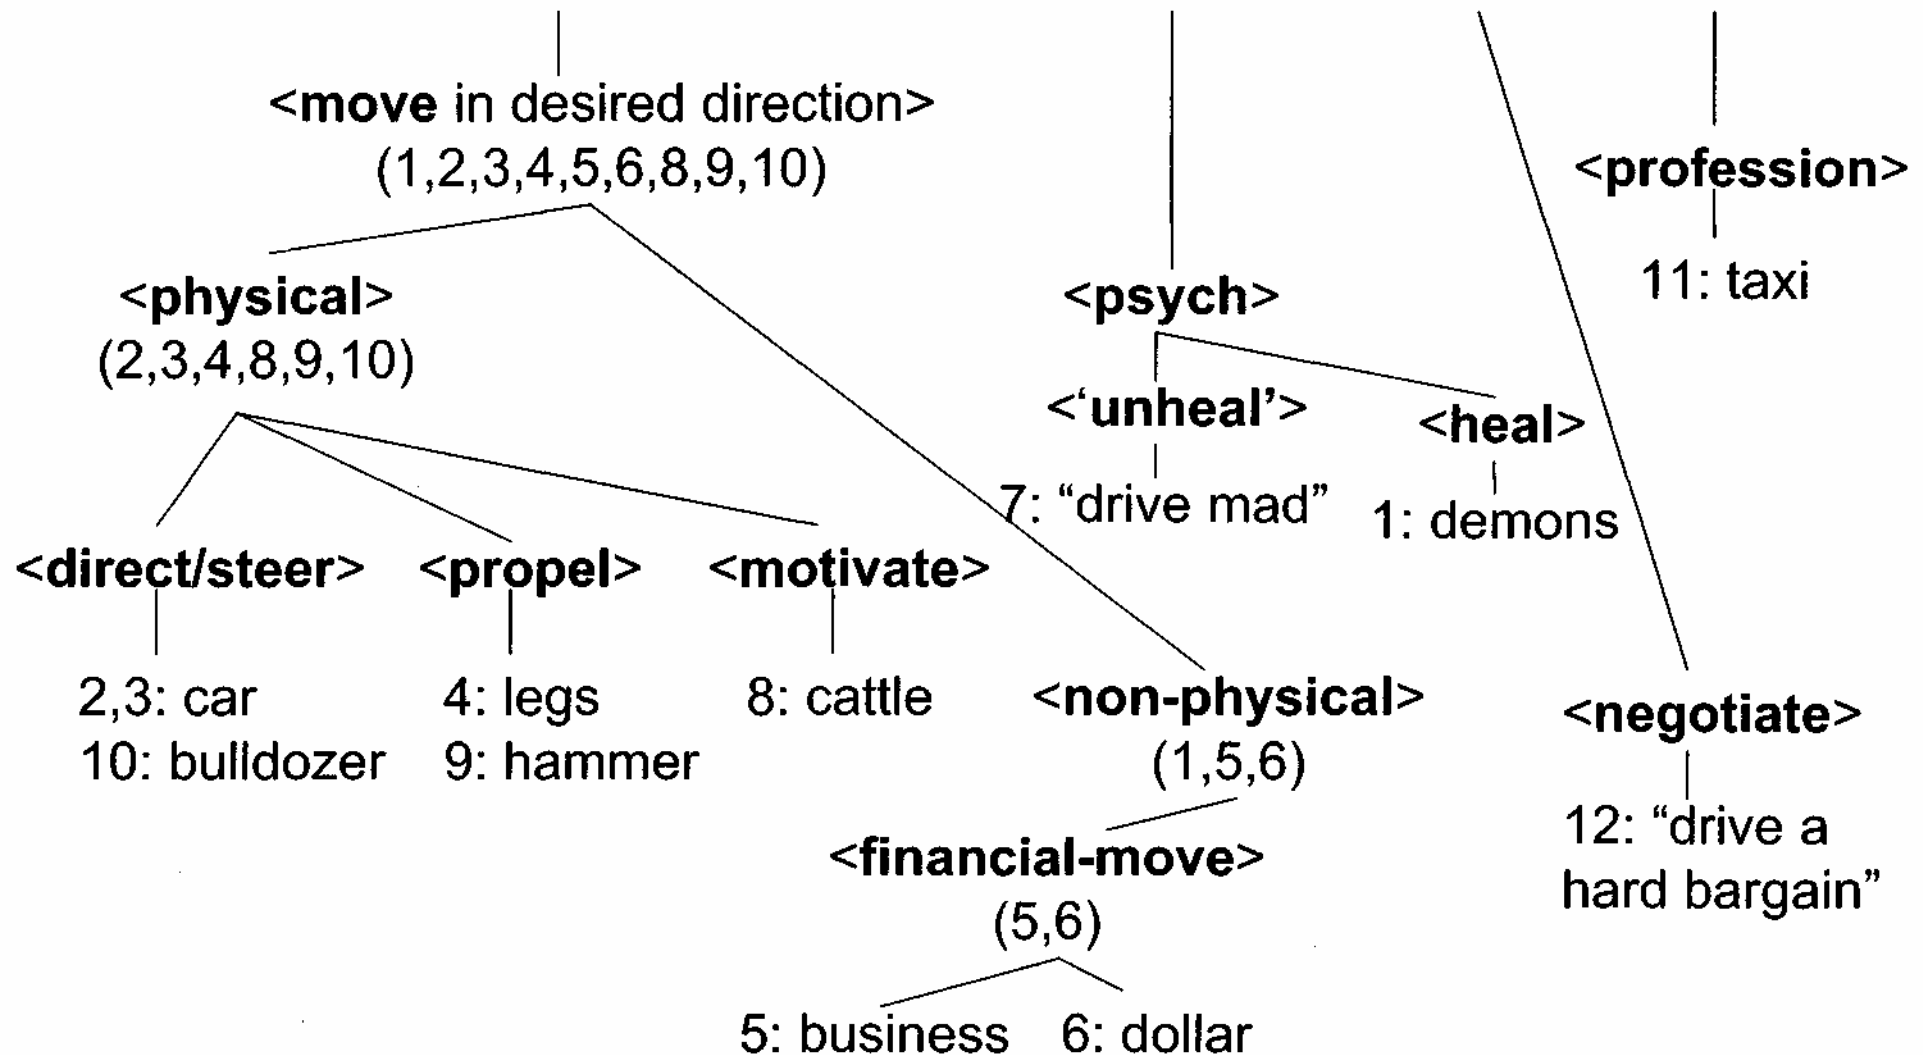 <move in desired direction>
(1,2,3,4,5,6,8,9,10)
<profession>
11: taxi
<physical>
(2,3,4,8,9,10)
<psych>
<‘unheal’>
<heal>
7: “drive mad”
1: demons
<direct/steer>
<propel>
<motivate>
2,3: car
10: bulldozer
4: legs
9: hammer
8: cattle
<non-physical>
(1,5,6)
<negotiate>
12: “drive a
hard bargain”
<financial-move>
(5,6)
5: business
6: dollar